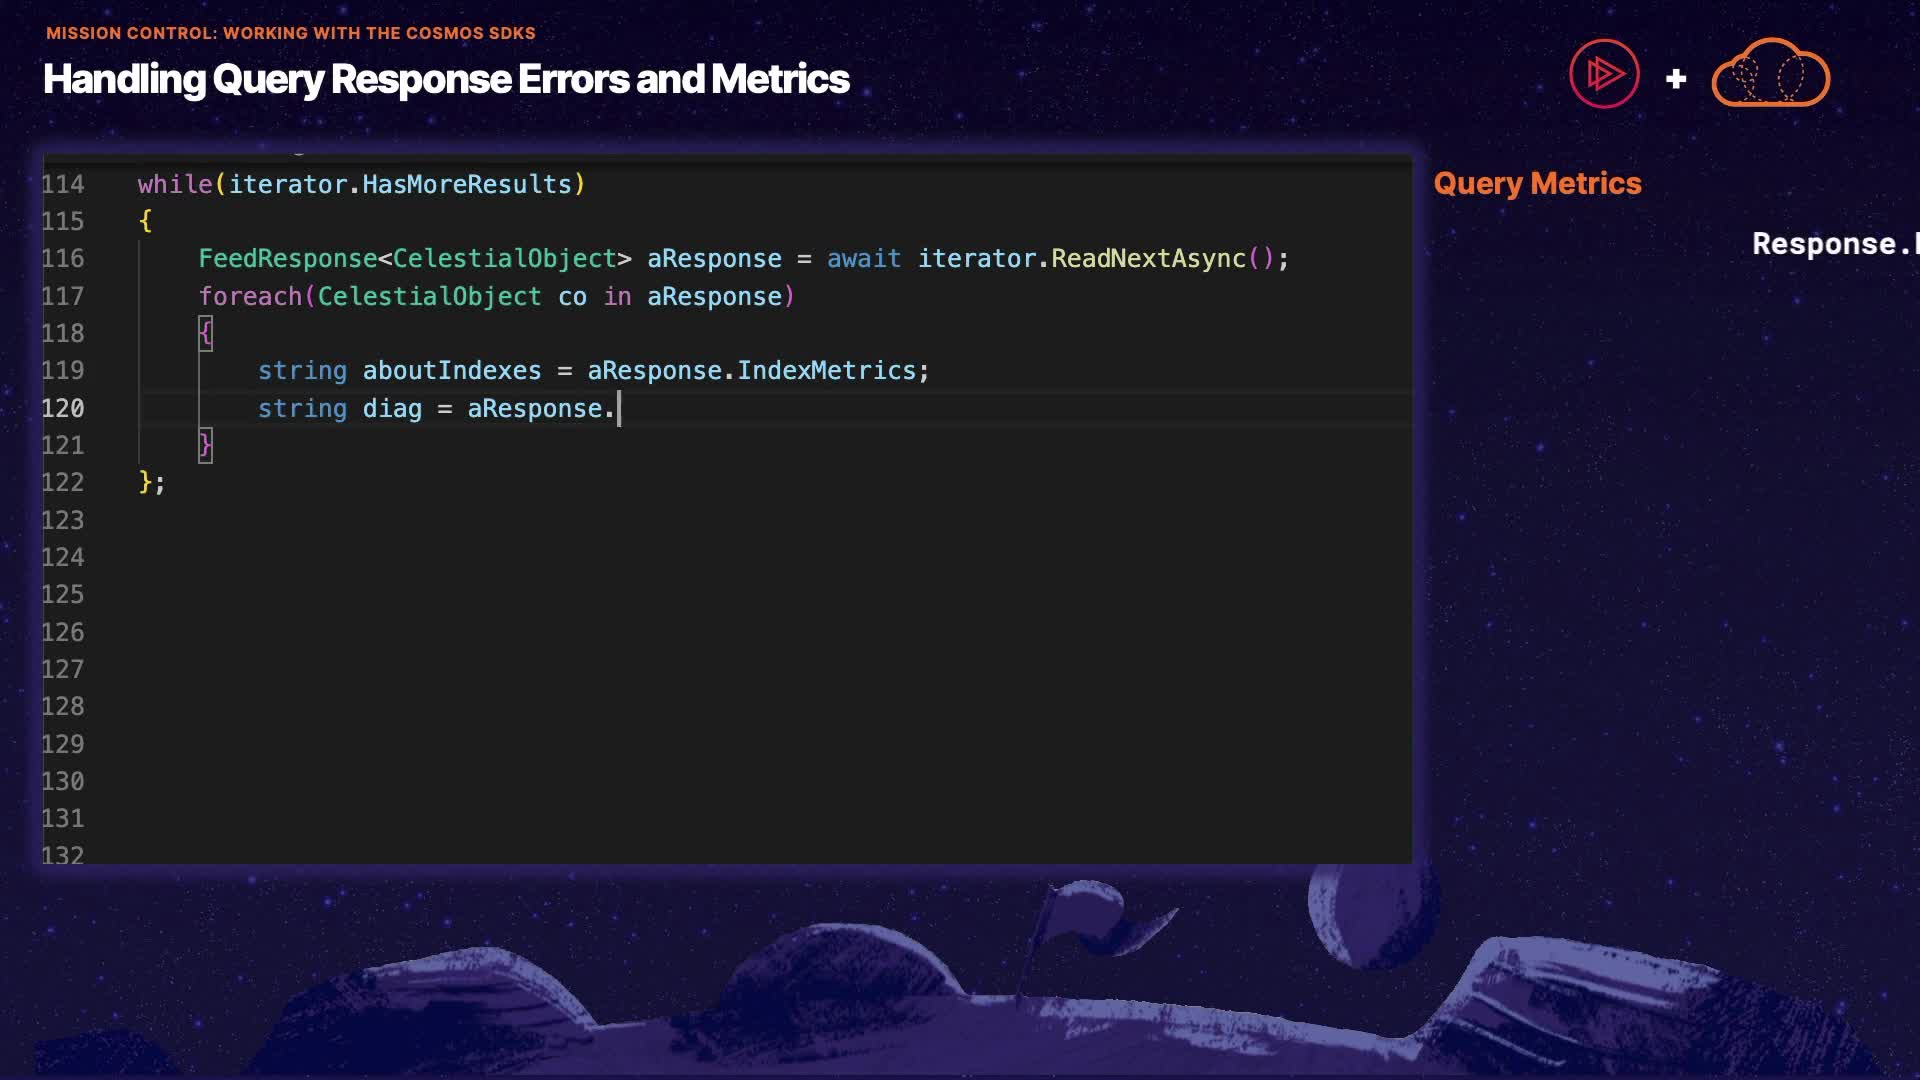 MISSION CONTROL: WORKING WITH THE COSMOS SDKS
Handling Query Response Errors and Metrics
+
114 while(iterator.HasMoreResults)
115 {
116 FeedResponse<CelestialObject> aResponse = await iterator.ReadNextAsync();
117 foreach(CelestialObject co in aResponse)
118 {
119 string aboutIndexes = aResponse.IndexMetrics;
120 string diag = aResponse.
121 }
122 };
123
124
125
126
127
128
129
130
131
132
Query Metrics
Response.